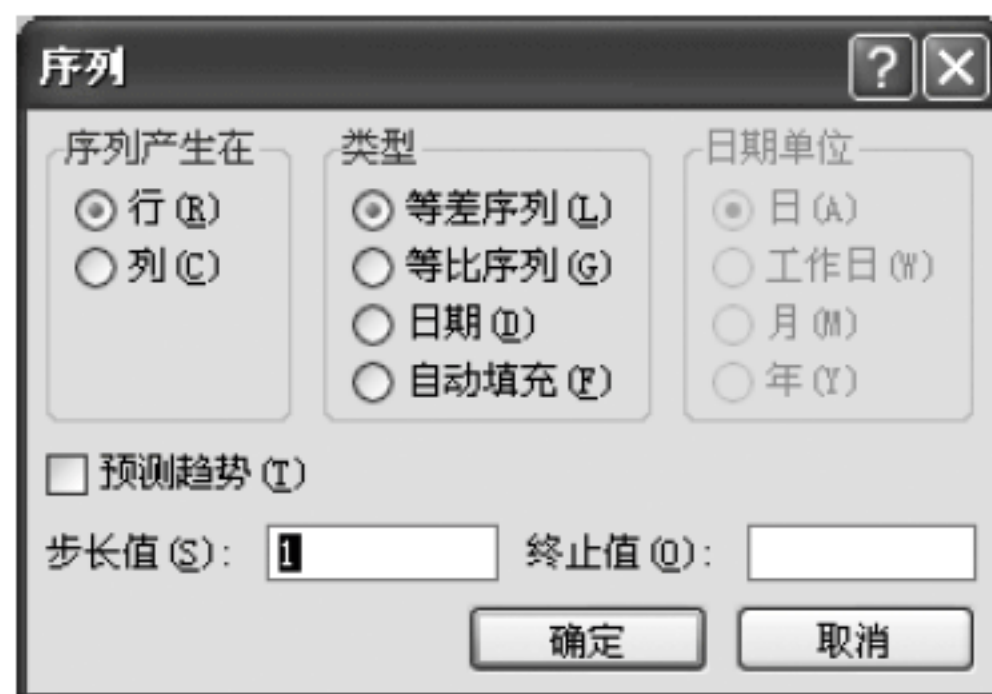 序列
序列产生在 类型 日期单位
行(R) 等差序列(L) 日(A)
列(C) 等比序列(G) 工作日(W)
日期(D) 月(M)
自动填充(F) 年(Y)
预测趋势(T)
步长值(S): 1 终止值(O):
确定 取消